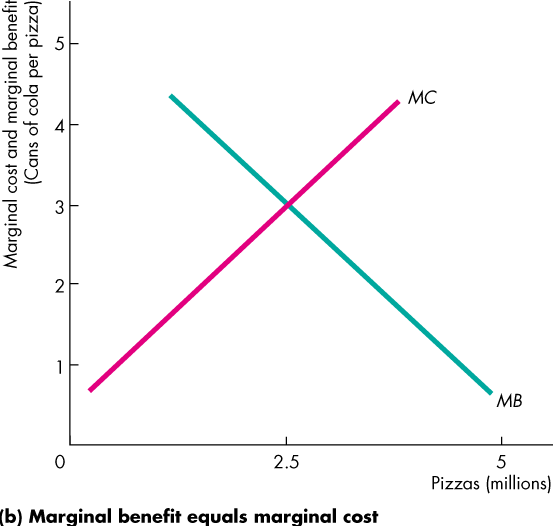 Marginal cost and marginal benefit
(Cans of cola per pizza)
5
4
3
2
1
0
2.5
5
MC
MB
Pizzas (millions)
(b) Marginal benefit equals marginal cost